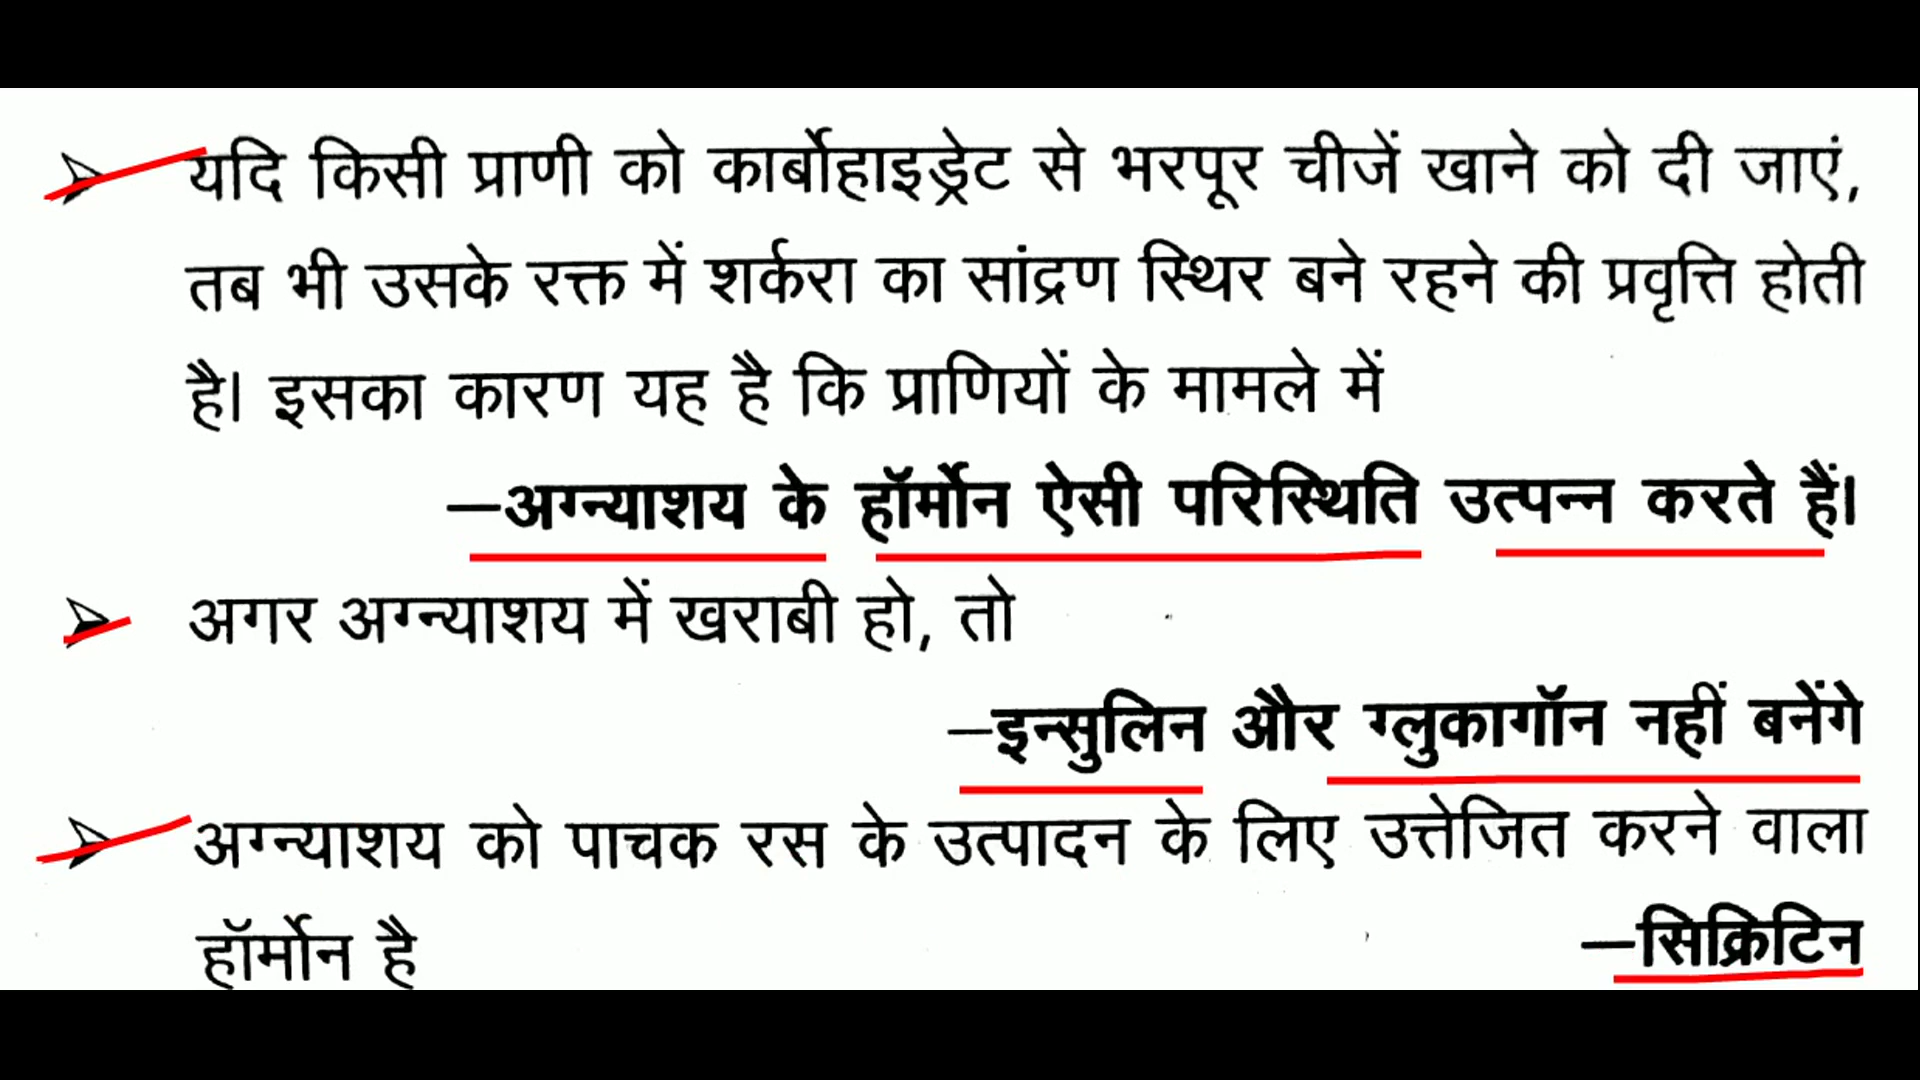 ➢ यदि किसी प्राणी को कार्बोहाइड्रेट से भरपूर चीजें खाने को दी जाएं,
तब भी उसके रक्त में शर्करा का सांद्रण स्थिर बने रहने की प्रवृत्ति होती
है। इसका कारण यह है कि प्राणियों के मामले में
—अग्न्याशय के हॉर्मोन ऐसी परिस्थिति उत्पन्न करते हैं।
➢ अगर अग्न्याशय में खराबी हो, तो
—इन्सुलिन और ग्लुकागॉन नहीं बनेंगे
➢ अग्न्याशय को पाचक रस के उत्पादन के लिए उत्तेजित करने वाला
हॉर्मोन है —सिक्रिटिन